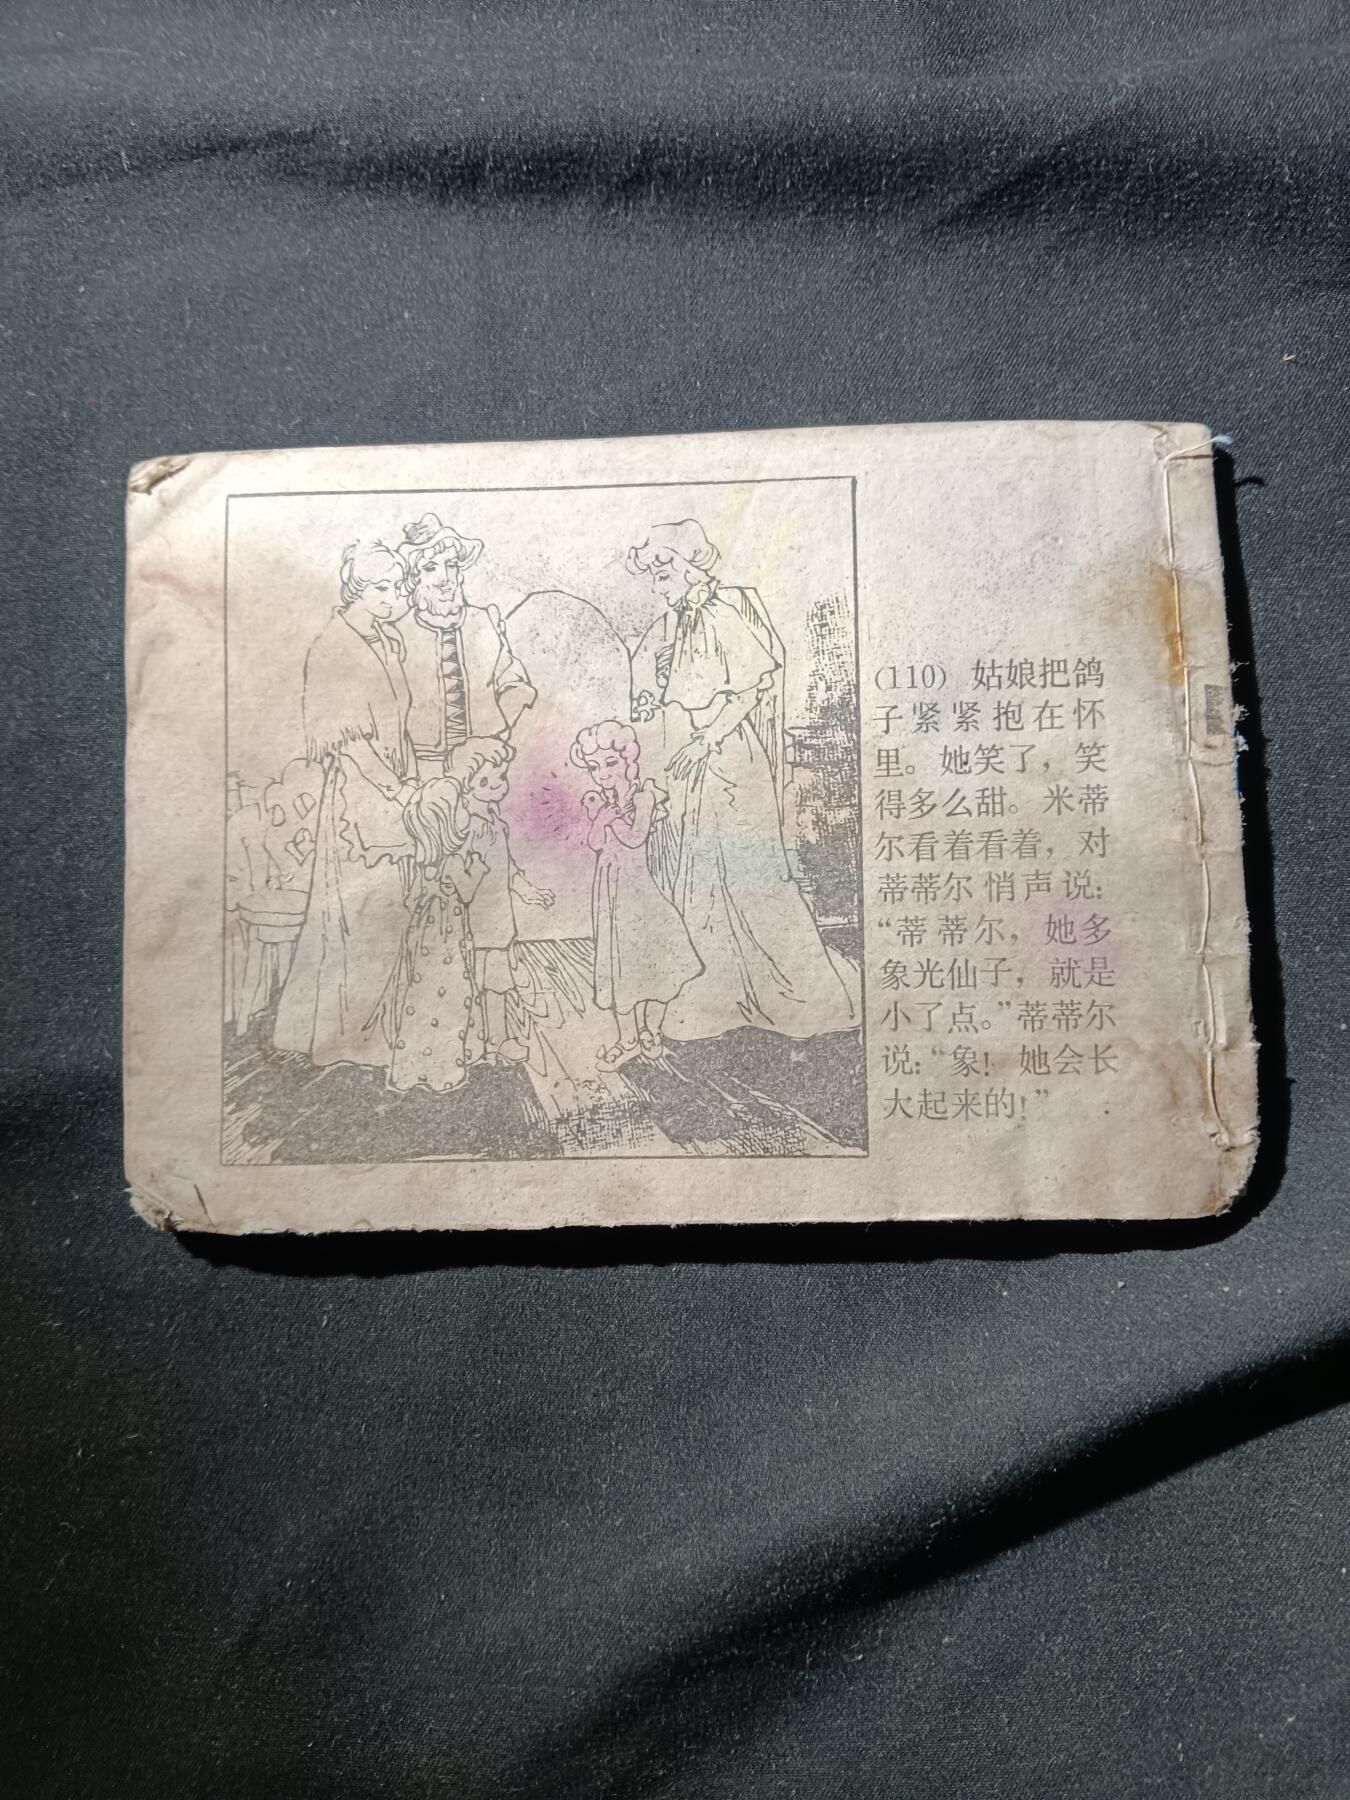 (110) 姑娘把鸽
子紧紧抱在怀
里。她笑了，笑
得多么甜。米蒂
尔看着看着，对
蒂蒂尔悄声说：
“蒂蒂尔，她多
象光仙子，就是
小了点。”蒂蒂尔
说：“象！她会长
大起来的！”